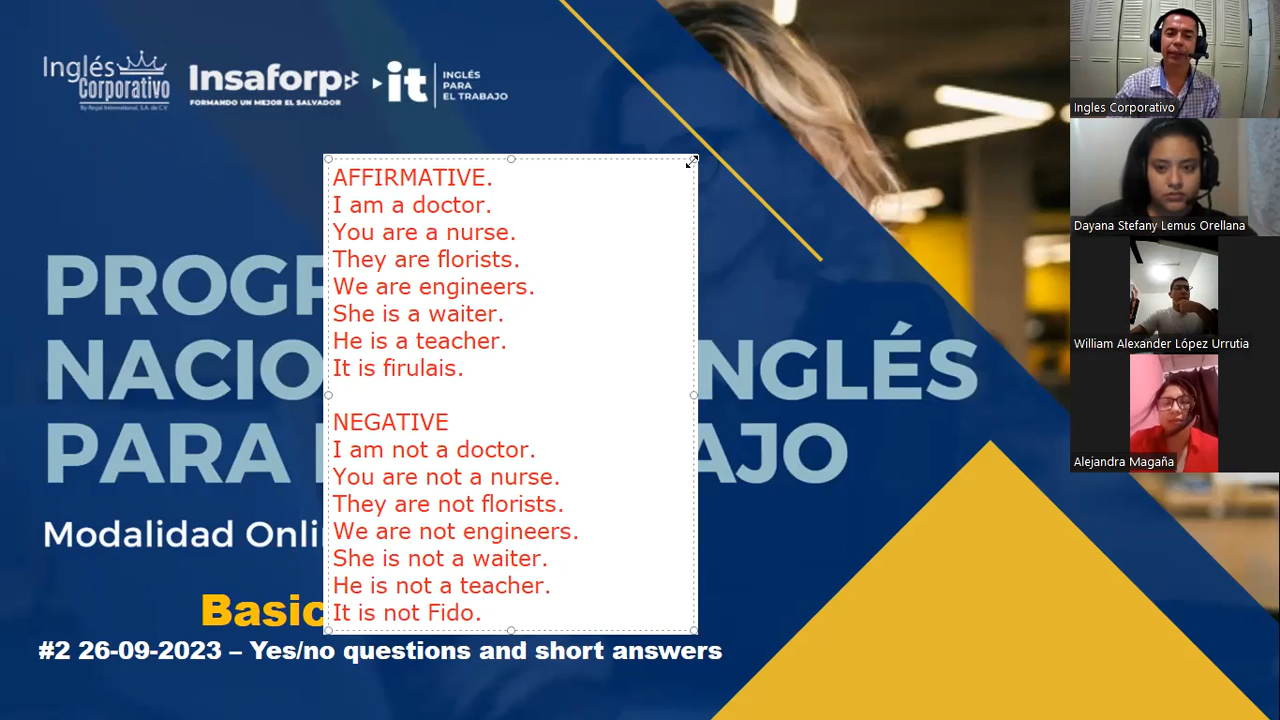 Inglés
Corporativo
By Regal International, S.A. de C.V.
Insaforp
FORMANDO UN MEJOR EL SALVADOR
it
INGLÉS
PARA
EL TRABAJO
PROGR
NACIO NGLÉS
PARA AJO
Modalidad Onli
Basic
#2 26-09-2023 – Yes/no questions and short answers
AFFIRMATIVE.
I am a doctor.
You are a nurse.
They are florists.
We are engineers.
She is a waiter.
He is a teacher.
It is firulais.
NEGATIVE
I am not a doctor.
You are not a nurse.
They are not florists.
We are not engineers.
She is not a waiter.
He is not a teacher.
It is not Fido.
Ingles Corporativo
Dayana Stefany Lemus Orellana
William Alexander López Urrutia
Alejandra Magaña